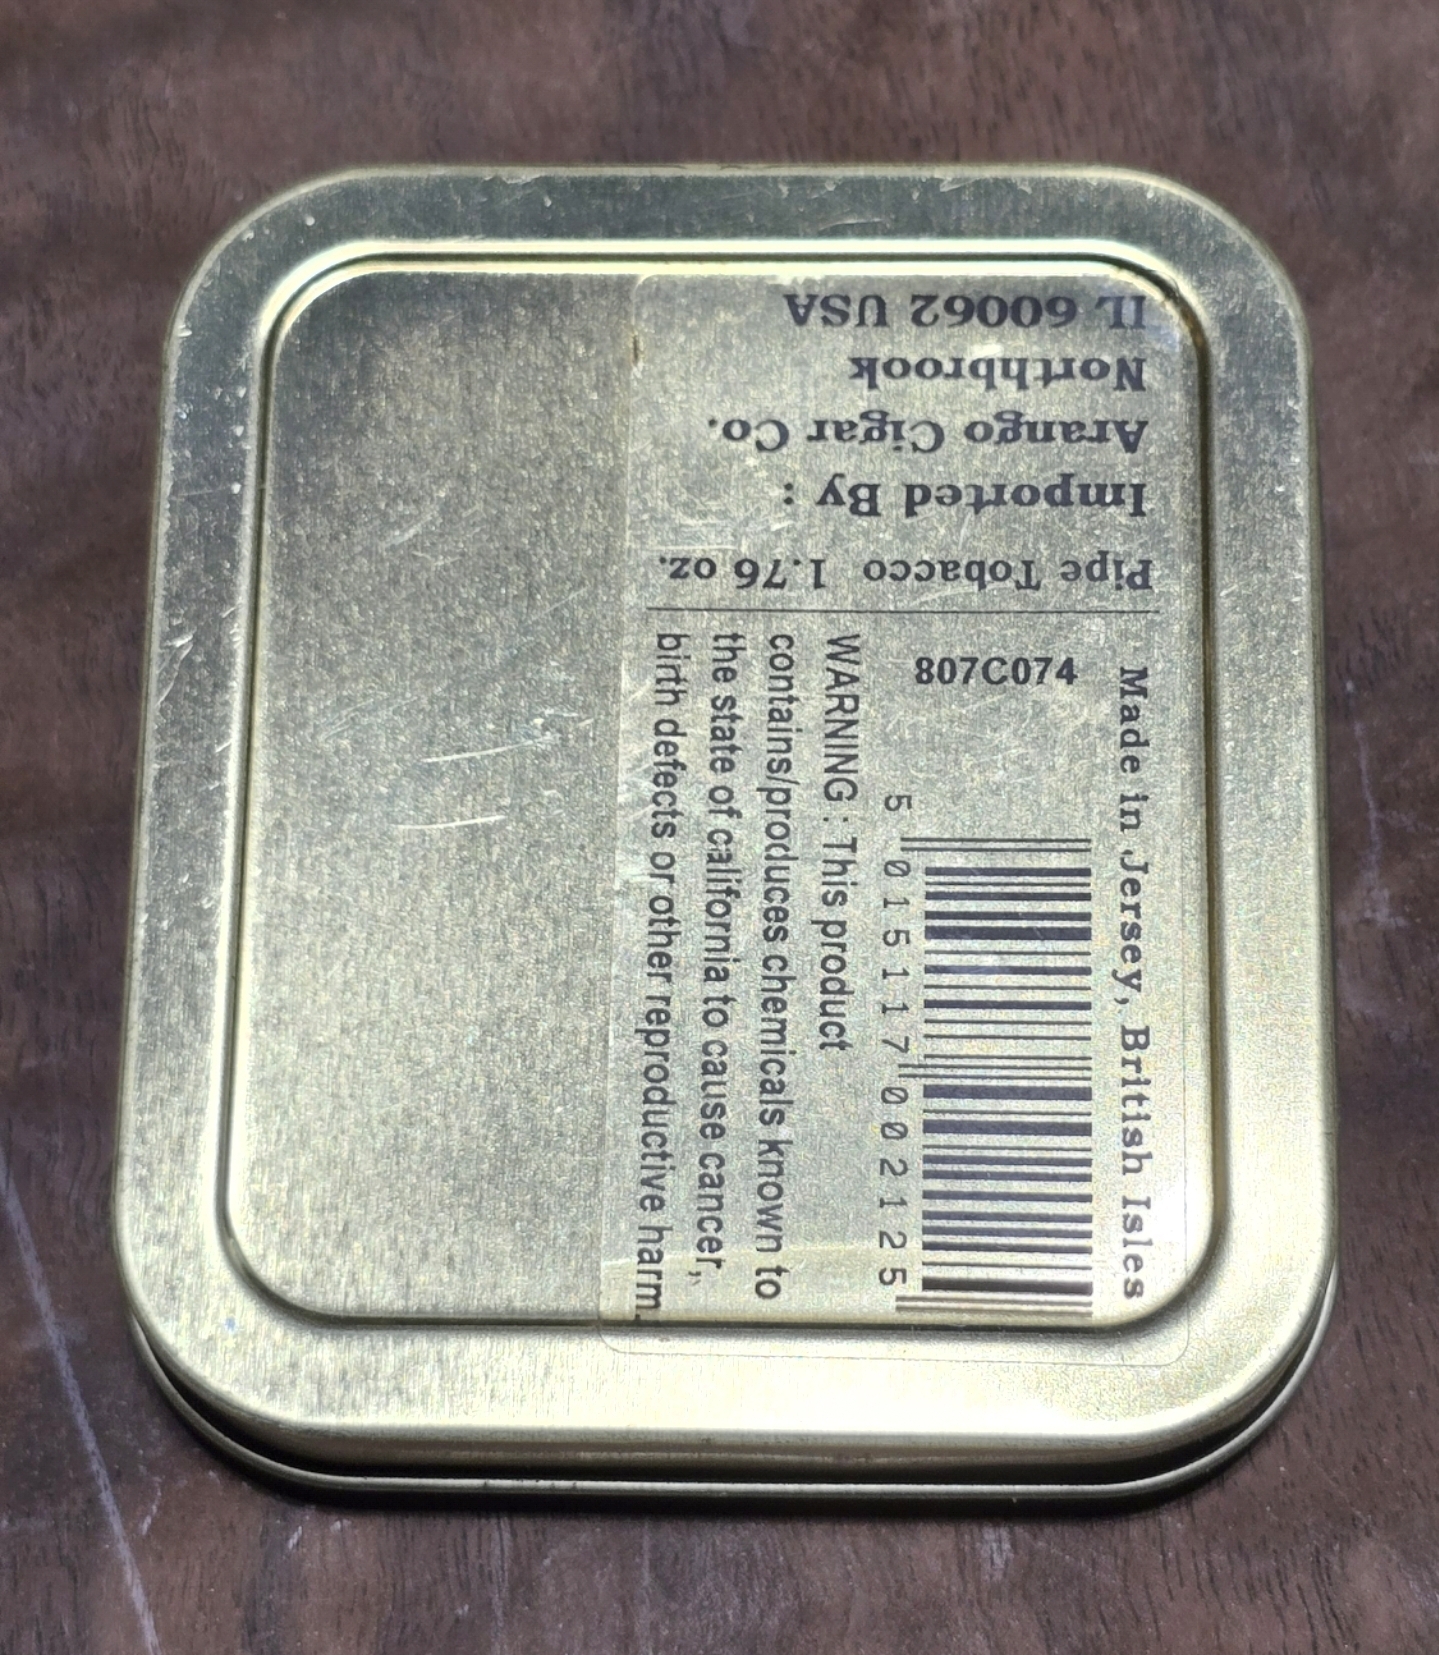 Pipe Tobacco 1.76 oz.
Imported By :
Arango Cigar Co.
Northbrook
IL 60062 USA
Made in Jersey, British Isles
807C074
5 015117 002125
WARNING : This product
contains/produces chemicals known to
the state of california to cause cancer,
birth defects or other reproductive harm.